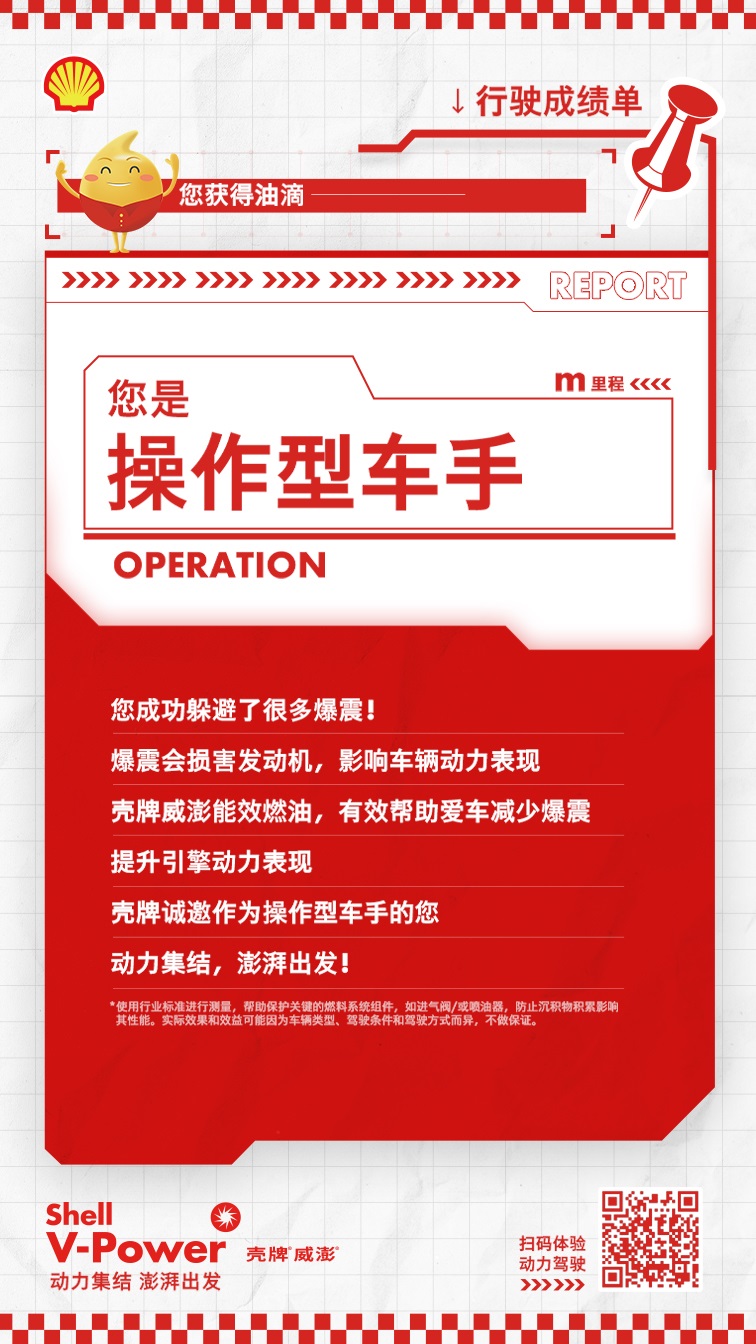 ↓行驶成绩单
您获得油滴
REPORT
m里程
您是
操作型车手
OPERATION
您成功躲避了很多爆震!
爆震会损害发动机，影响车辆动力表现
壳牌威澎能效燃油，有效帮助爱车减少爆震
提升引擎动力表现
壳牌诚邀作为操作型车手的您
动力集结，澎湃出发!
*使用行业标准进行测量，帮助保护关键的燃料系统组件，如进气阀/或喷油器，防止沉积物积累影响
其性能。实际效果和效益可能因为车辆类型、驾驶条件和驾驶方式而异，不做保证。
Shell
V-Power 壳牌®威澎®
动力集结 澎湃出发
扫码体验
动力驾驶